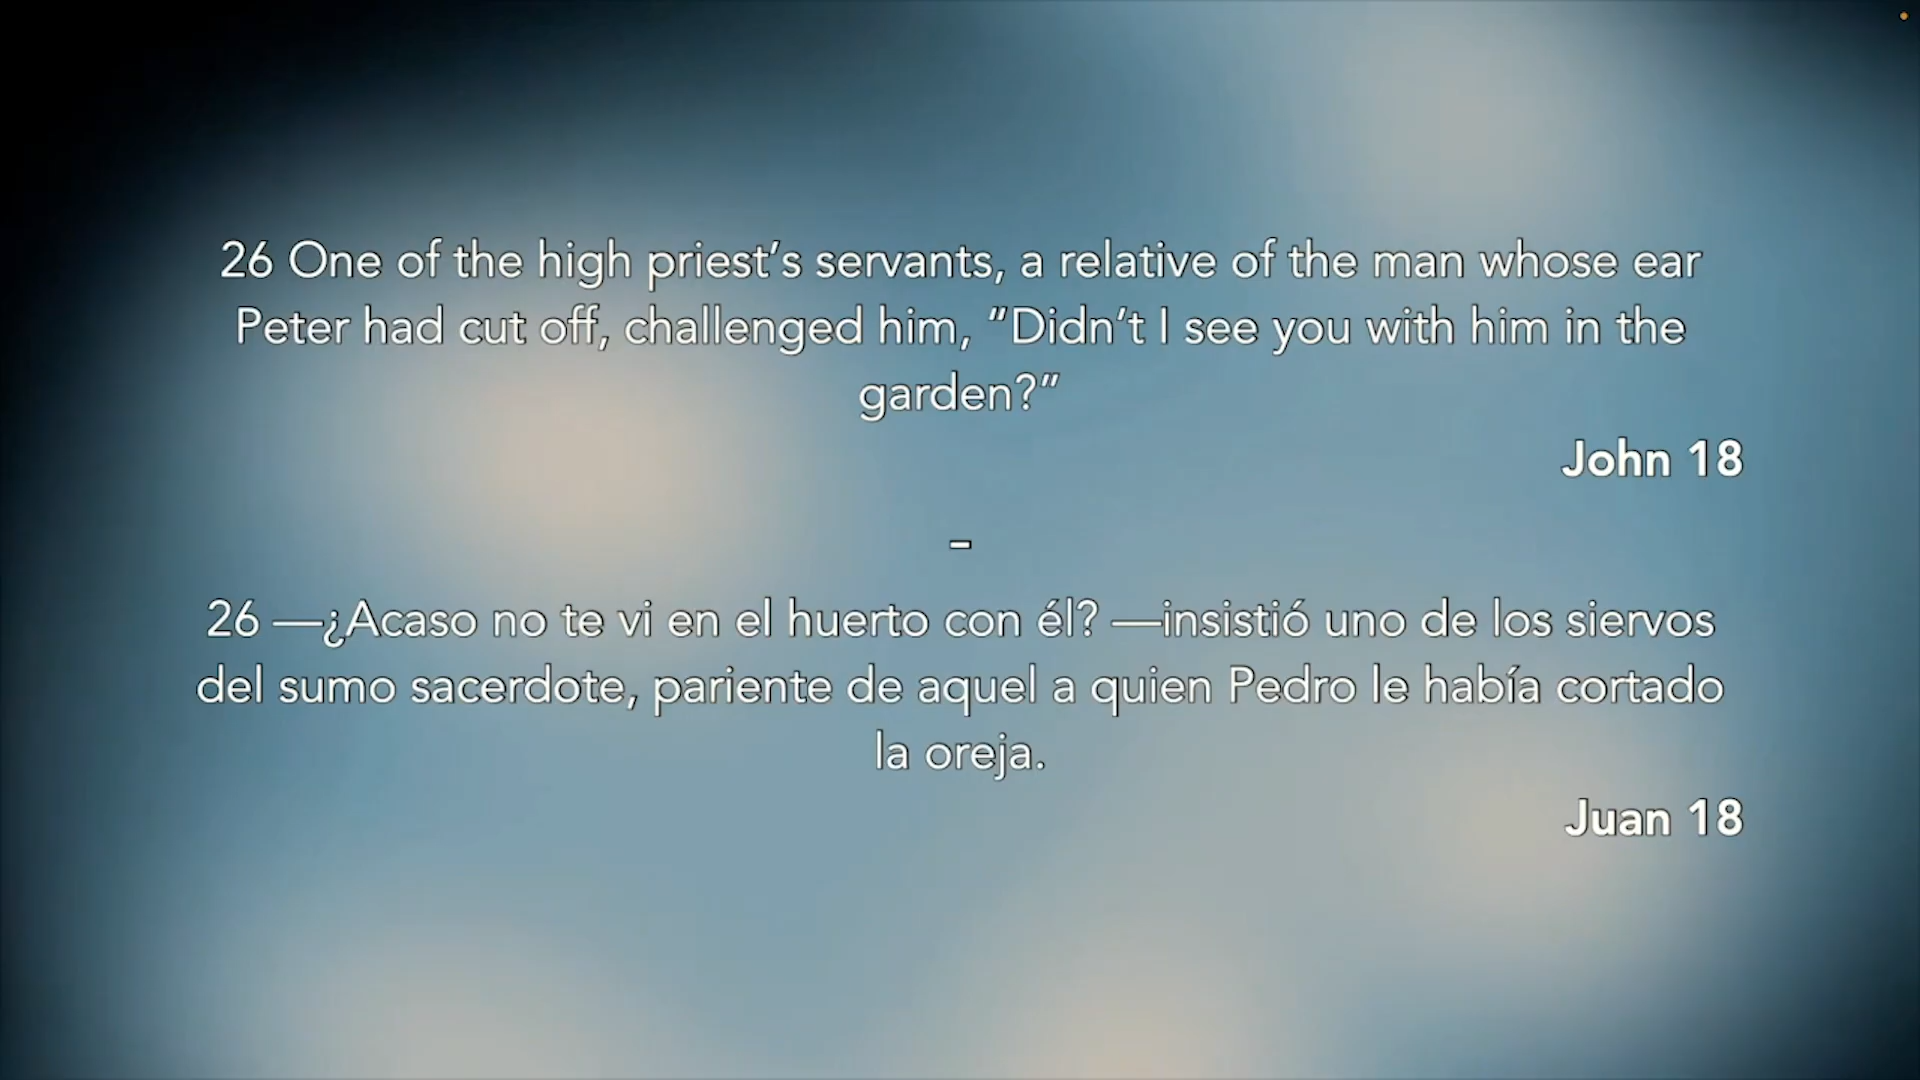 26 One of the high priest’s servants, a relative of the man whose ear
Peter had cut off, challenged him, “Didn’t I see you with him in the
garden?”
John 18
–
26 —¿Acaso no te vi en el huerto con él? —insistió uno de los siervos
del sumo sacerdote, pariente de aquel a quien Pedro le había cortado
la oreja.
Juan 18